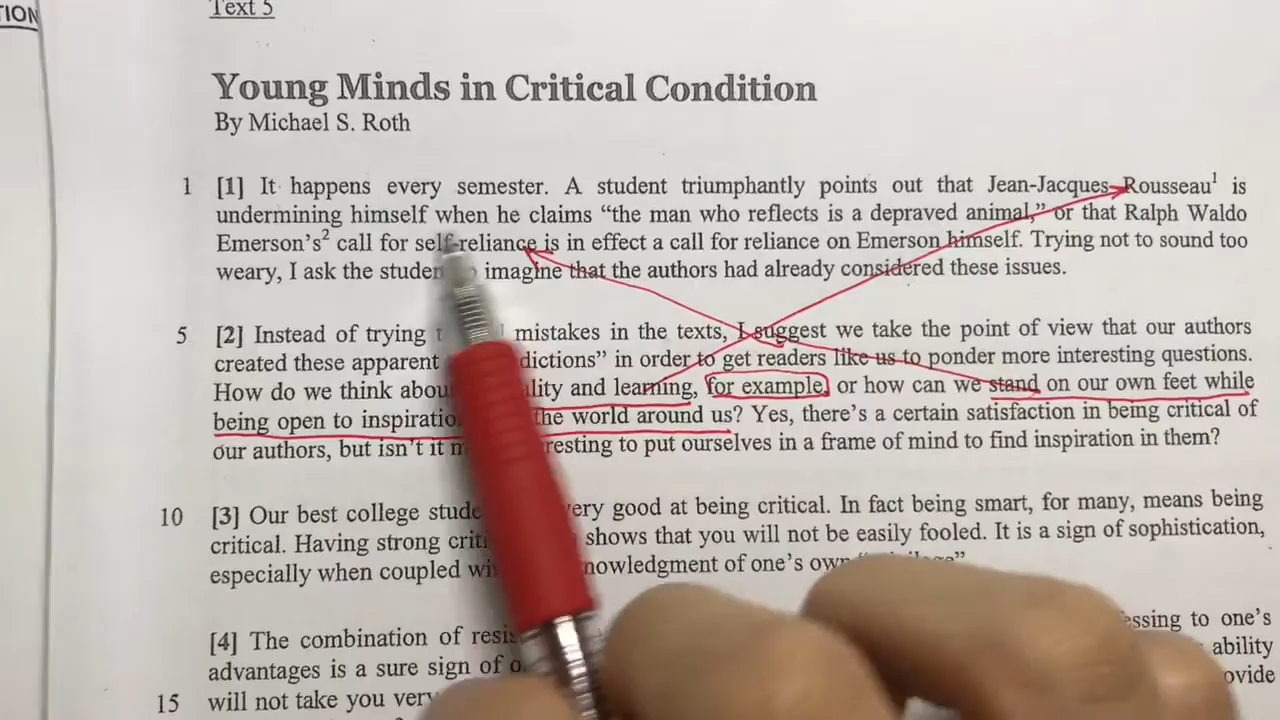 TION
Text 5
Young Minds in Critical Condition
By Michael S. Roth
1 [1] It happens every semester. A student triumphantly points out that Jean-Jacques Rousseau¹ is
undermining himself when he claims “the man who reflects is a depraved animal,” or that Ralph Waldo
Emerson’s² call for self-reliance is in effect a call for reliance on Emerson himself. Trying not to sound too
weary, I ask the studen imagine that the authors had already considered these issues.
5 [2] Instead of trying mistakes in the texts, I suggest we take the point of view that our authors
created these apparent dictions” in order to get readers like us to ponder more interesting questions.
How do we think abou lity and learning, for example, or how can we stand on our own feet while
being open to inspiratio the world around us? Yes, there’s a certain satisfaction in being critical of
our authors, but isn’t it resting to put ourselves in a frame of mind to find inspiration in them?
10 [3] Our best college stude ery good at being critical. In fact being smart, for many, means being
critical. Having strong criti shows that you will not be easily fooled. It is a sign of sophistication,
especially when coupled wi nowledgment of one’s own
[4] The combination of resis essing to one’s
advantages is a sure sign of o ability
15 will not take you very ovide